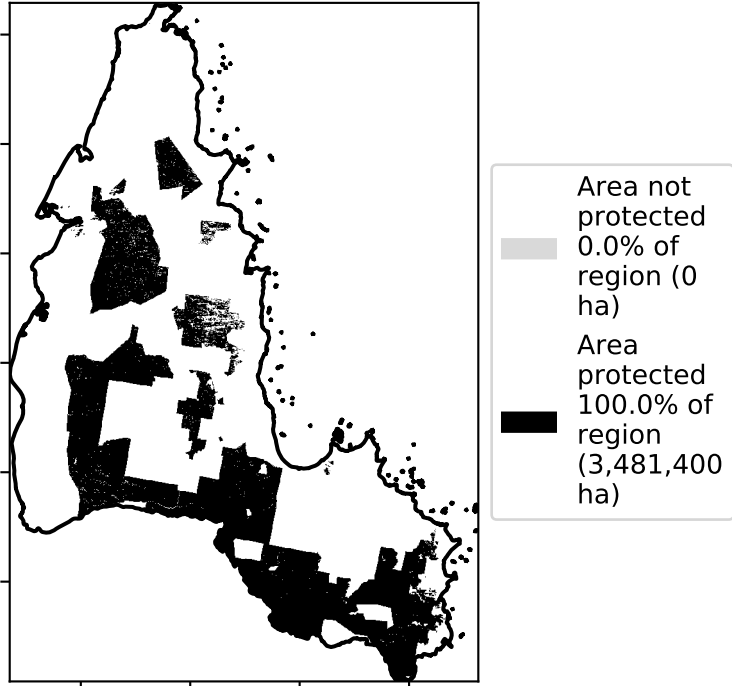 Area not
protected
0.0% of
region (0
ha)
Area
protected
100.0% of
region
(3,481,400
ha)